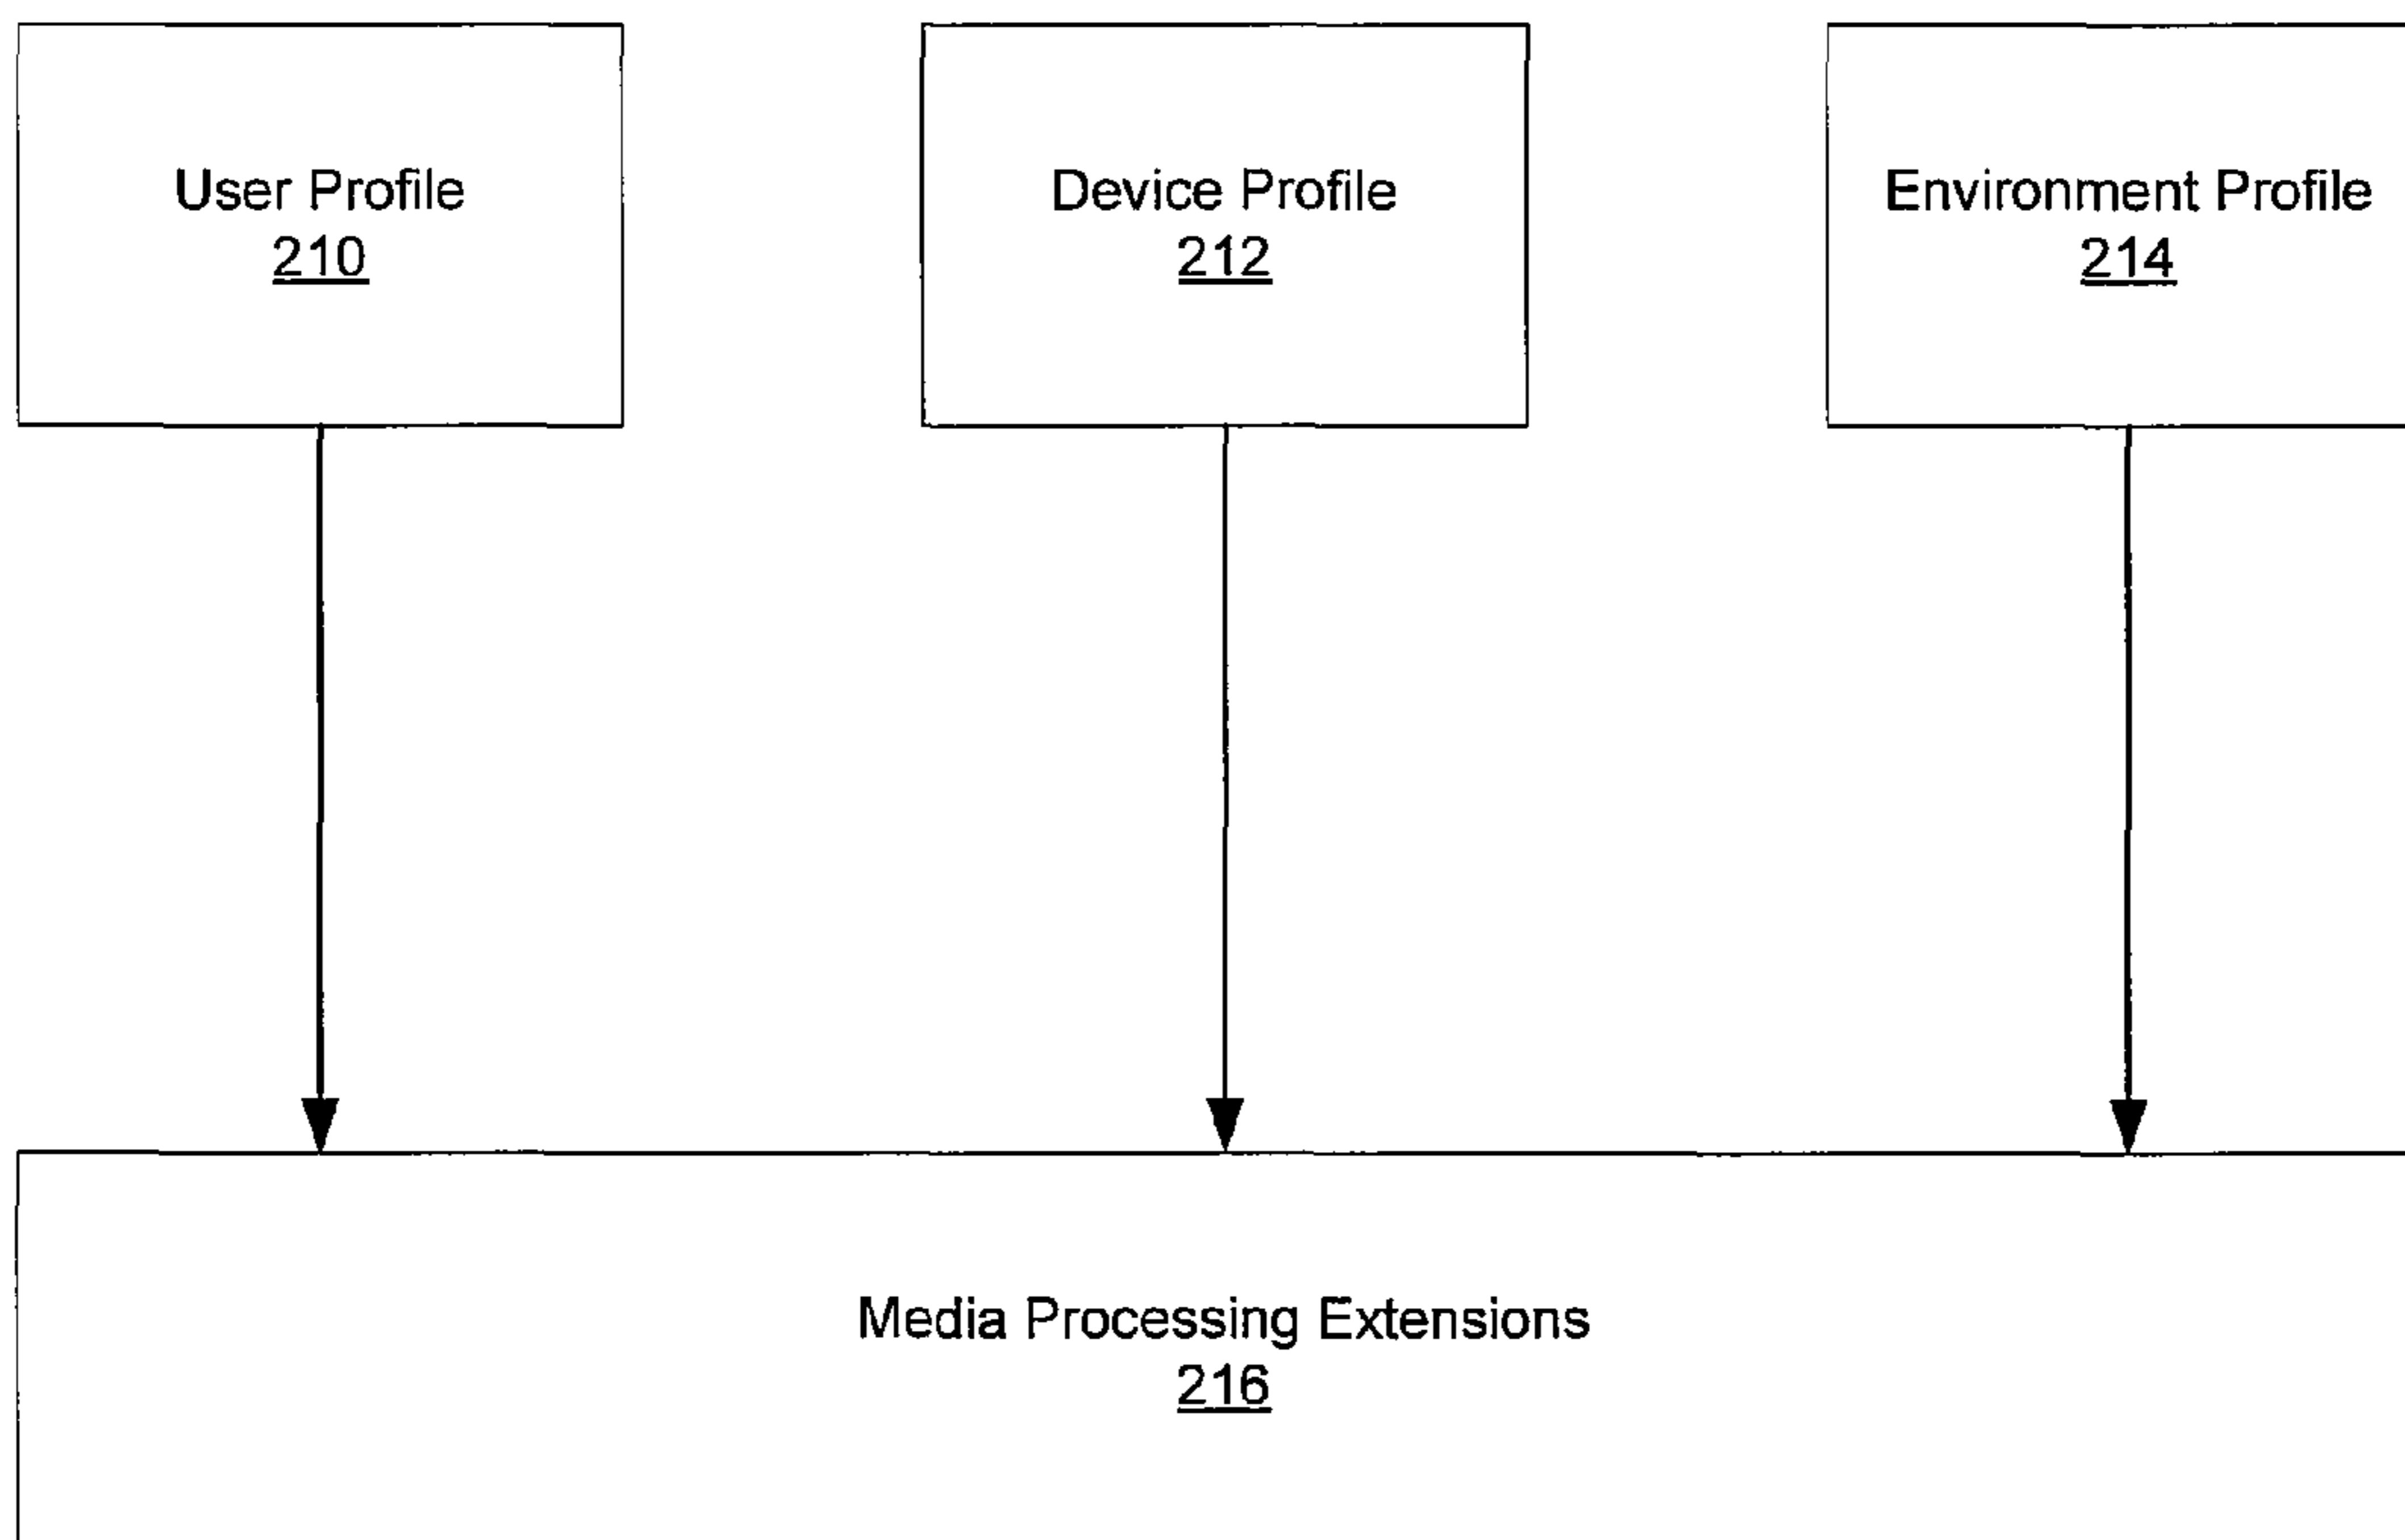 User Profile
210
Device Profile
212
Environment Profile
214
Media Processing Extensions
216